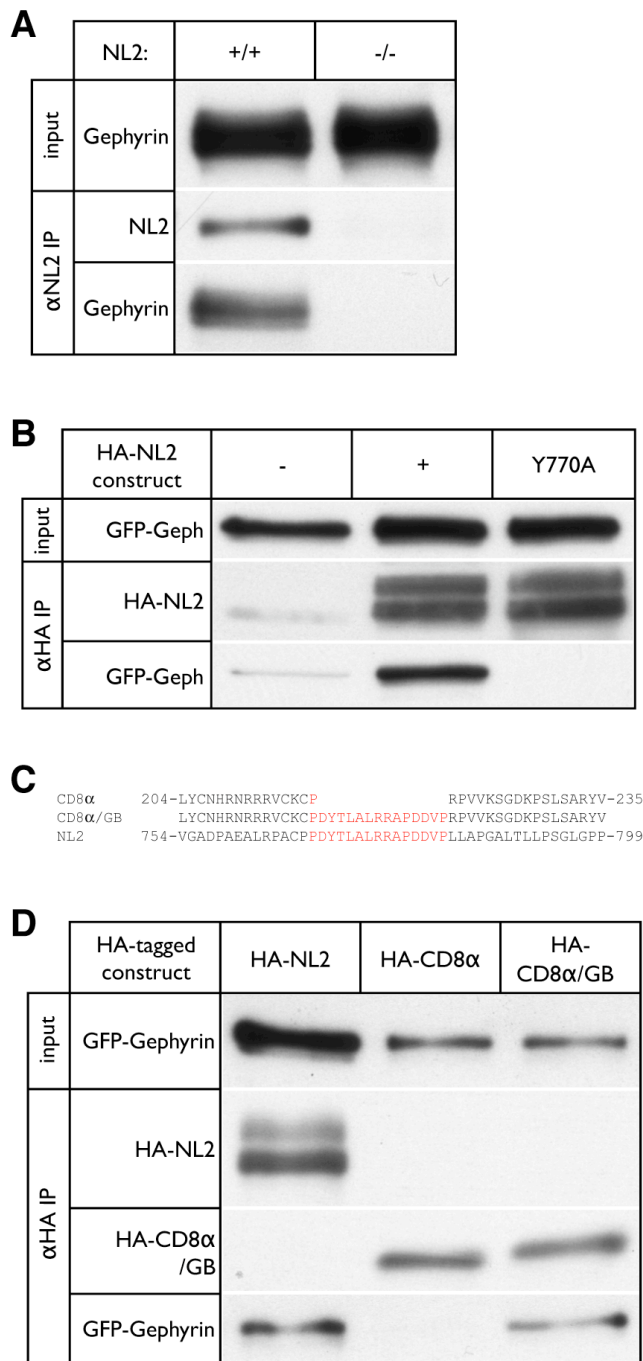 A
NL2: +/+ -/-
input
Gephyrin
αNL2 IP
NL2
Gephyrin
B
HA-NL2
construct
- + Y770A
input
GFP-Geph
αHA IP
HA-NL2
GFP-Geph
C
CD8α 204-LYCNHRNRRRVCKCP RPVVKSGDKPSLSARYV-235
CD8α/GB LYCNHRNRRRVCKCPDYTLALRRAPDDVPRPVVKSGDKPSLSARYV
NL2 754-VGADPAEALRPACPPDYTLALRRAPDDVPLLAPGALTLLPSGLGPP-799
D
HA-tagged
construct
HA-NL2 HA-CD8α HA-
CD8α/GB
input
GFP-Gephyrin
αHA IP
HA-NL2
HA-CD8α
/GB
GFP-Gephyrin